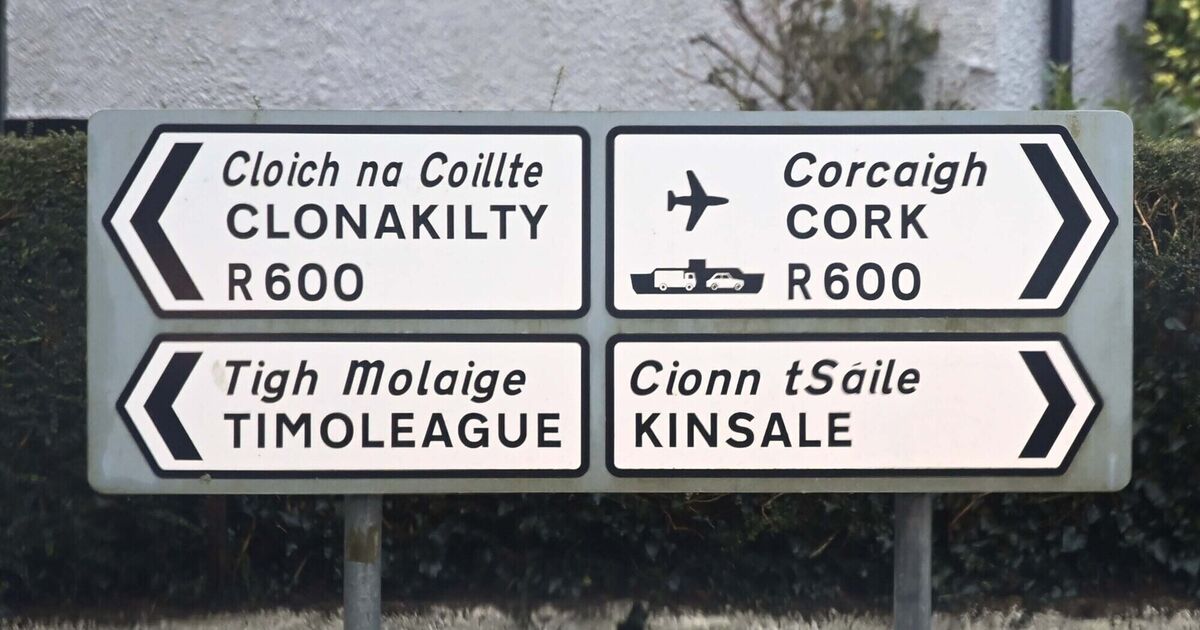 Cloich na Coillte
CLONAKILTY
R600
Corcaigh
CORK
R600
Tigh Molaige
TIMOLEAGUE
Cionn tSáile
KINSALE